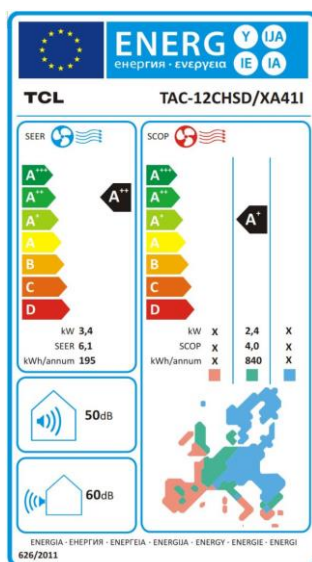 ENERG Y IJA
енергия · ενεργεια IE IA
TCL TAC-12CHSD/XA41I
SEER
A+++
A++
A+
A
B
C
D
A++
kW 3,4
SEER 6,1
kWh/annum 195
SCOP
A+++
A++
A+
A
B
C
D
A+
kW X 2,4 X
SCOP X 4,0 X
kWh/annum X 840 X
50dB
60dB
ENERGIA · ЕНЕРГИЯ · ΕΝΕΡΓΕΙΑ · ENERGIJA · ENERGY · ENERGIE · ENERGI
626/2011